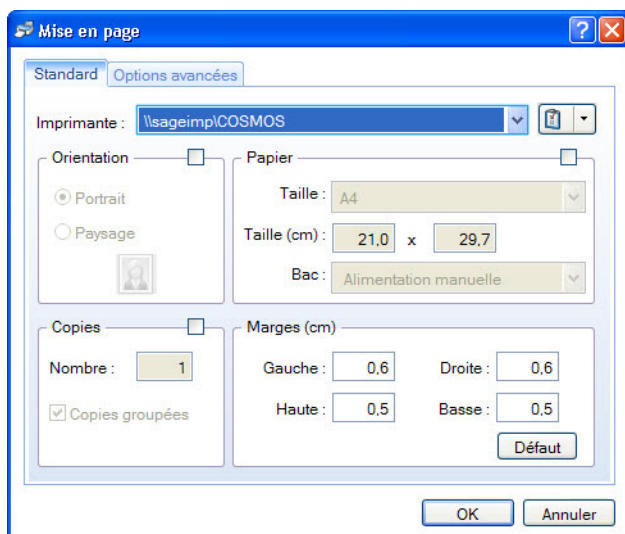 Mise en page
Standard Options avancées
Imprimante : \\sageimp\COSMOS
Orientation
Portrait
Paysage
Papier
Taille : A4
Taille (cm) : 21,0 x 29,7
Bac : Alimentation manuelle
Copies
Nombre : 1
Copies groupées
Marges (cm)
Gauche : 0,6 Droite : 0,6
Haute : 0,5 Basse : 0,5
Défaut
OK Annuler